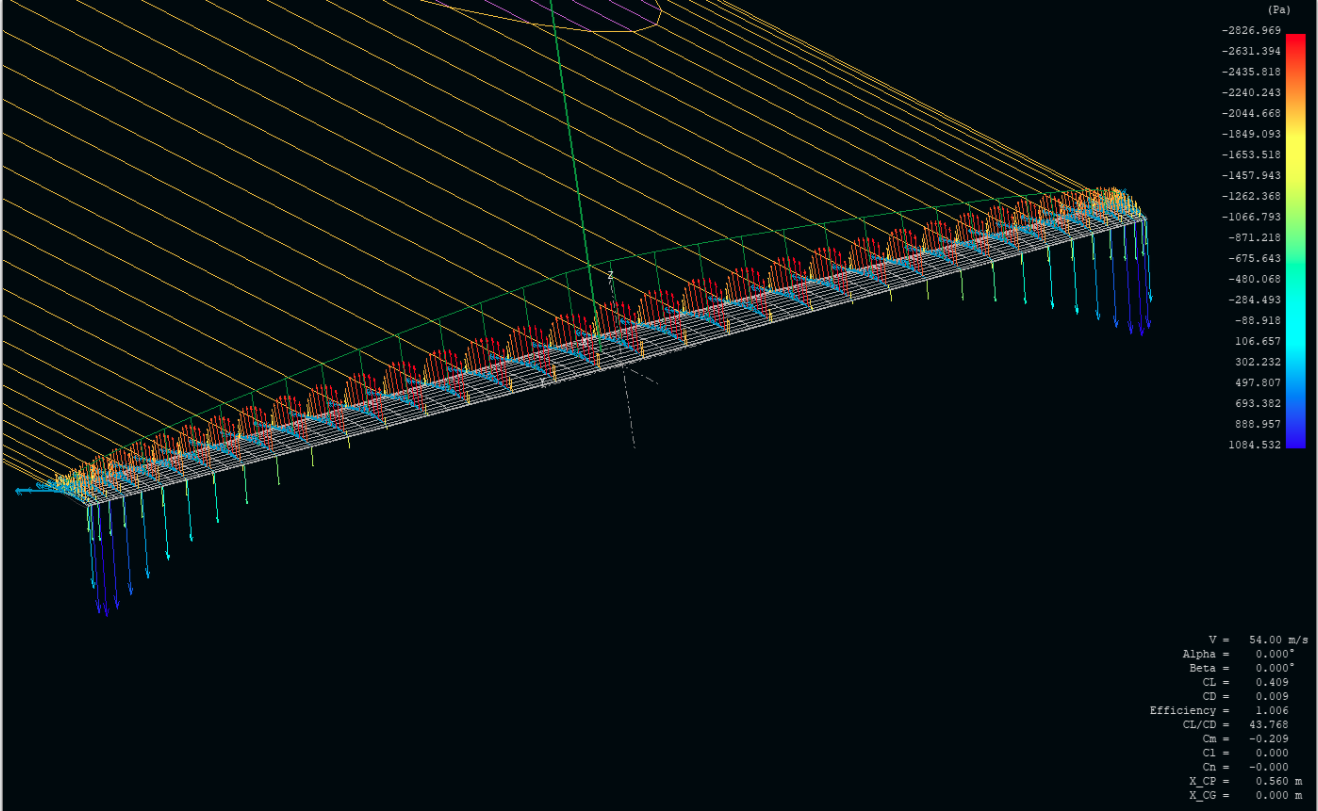 (Pa)
-2826.969
-2631.394
-2435.818
-2240.243
-2044.668
-1849.093
-1653.518
-1457.943
-1262.368
-1066.793
-871.218
-675.643
-480.068
-284.493
-88.918
106.657
302.232
497.807
693.382
888.957
1084.532
Z
X
Y
V = 54.00 m/s
Alpha = 0.000°
Beta = 0.000°
CL = 0.409
CD = 0.009
Efficiency = 1.006
CL/CD = 43.768
Cm = -0.209
Cl = 0.000
Cn = -0.000
X_CP = 0.560 m
X_CG = 0.000 m